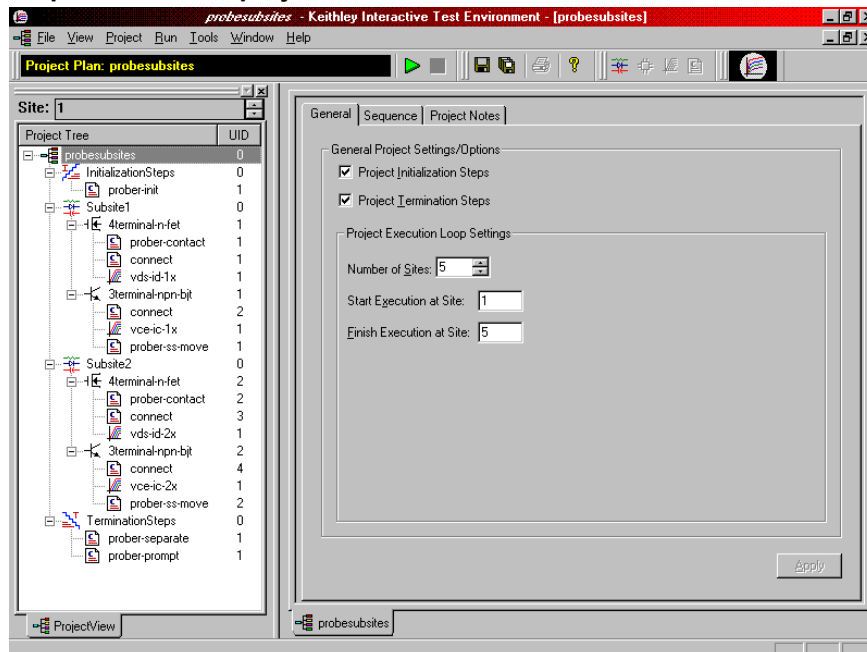 probesubsites - Keithley Interactive Test Environment - [probesubsites]
File View Project Run Tools Window Help
Project Plan: probesubsites
Site: 1
Project Tree UID
probesubsites 0
InitializationSteps 0
prober-init 1
Subsite1 0
4terminal-n-fet 1
prober-contact 1
connect 1
vds-id-1x 1
3terminal-npn-bjt 1
connect 2
vce-ic-1x 1
prober-ss-move 1
Subsite2 0
4terminal-n-fet 2
prober-contact 2
connect 3
vds-id-2x 1
3terminal-npn-bjt 2
connect 4
vce-ic-2x 1
prober-ss-move 2
TerminationSteps 0
prober-separate 1
prober-prompt 1
ProjectView
General Sequence Project Notes
General Project Settings/Options
Project Initialization Steps
Project Termination Steps
Project Execution Loop Settings
Number of Sites: 5
Start Execution at Site: 1
Finish Execution at Site: 5
Apply
probesubsites